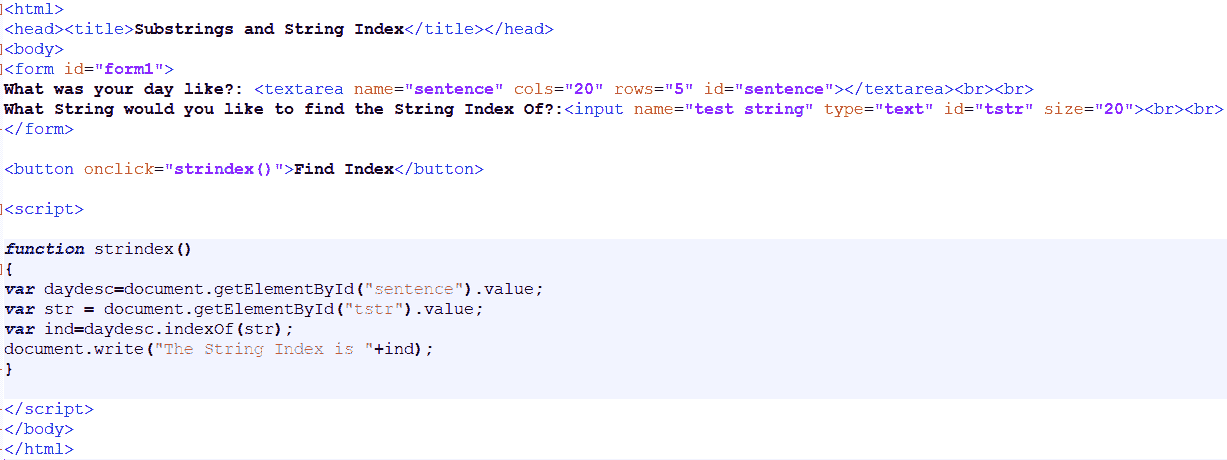 <html>
<head><title>Substrings and String Index</title></head>
<body>
<form id="form1">
What was your day like?: <textarea name="sentence" cols="20" rows="5" id="sentence"></textarea><br><br>
What String would you like to find the String Index Of?:<input name="test string" type="text" id="tstr" size="20"><br><br>
</form>
<button onclick="strindex()">Find Index</button>
<script>
function strindex()
{
var daydesc=document.getElementById("sentence").value;
var str = document.getElementById("tstr").value;
var ind=daydesc.indexOf(str);
document.write("The String Index is "+ind);
}
</script>
</body>
</html>